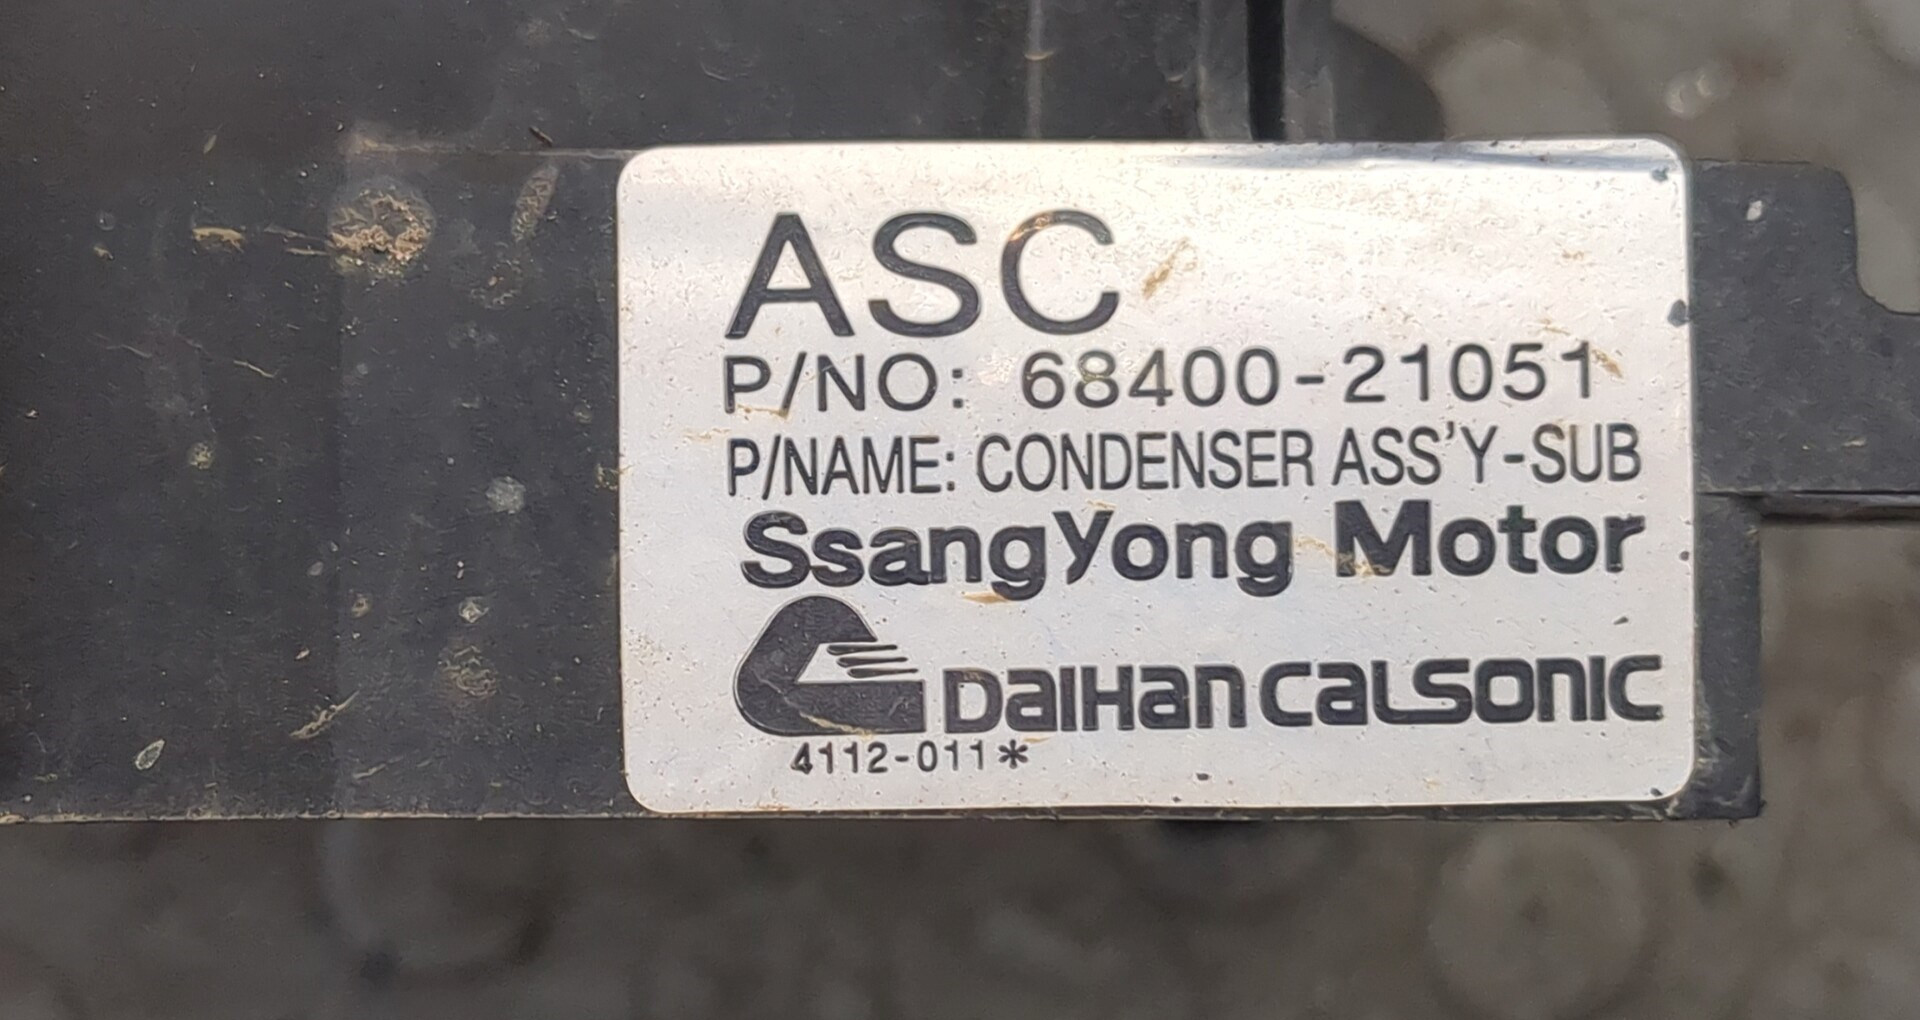 ASC
P/NO: 68400-21051
P/NAME: CONDENSER ASS'Y-SUB
SsangYong Motor
DAIHAN CALSONIC
4112-011*